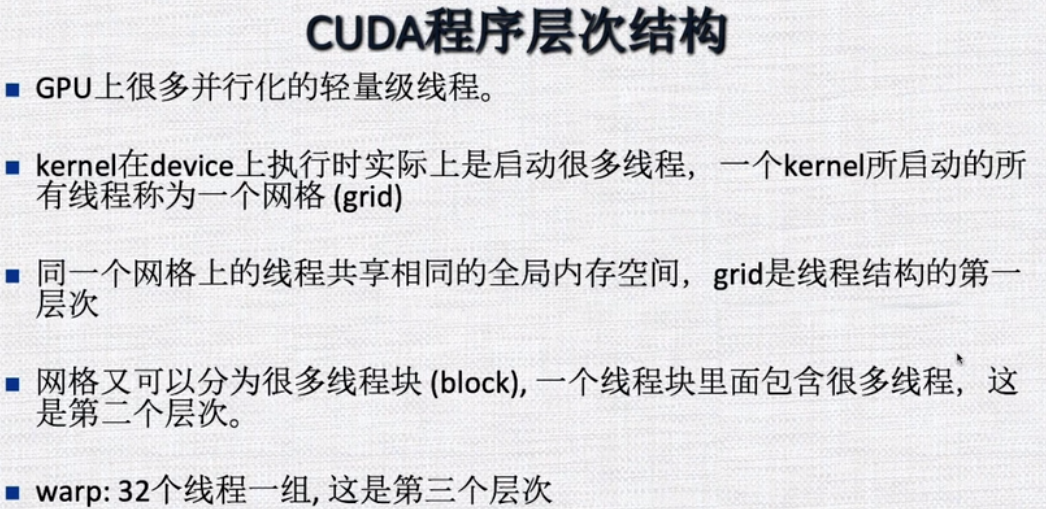 CUDA程序层次结构
GPU上很多并行化的轻量级线程。
kernel在device上执行时实际上是启动很多线程，一个kernel所启动的所
有线程称为一个网格 (grid)
同一个网格上的线程共享相同的全局内存空间，grid是线程结构的第一
层次
网格又可以分为很多线程块 (block), 一个线程块里面包含很多线程，这
是第二个层次。
warp: 32个线程一组, 这是第三个层次